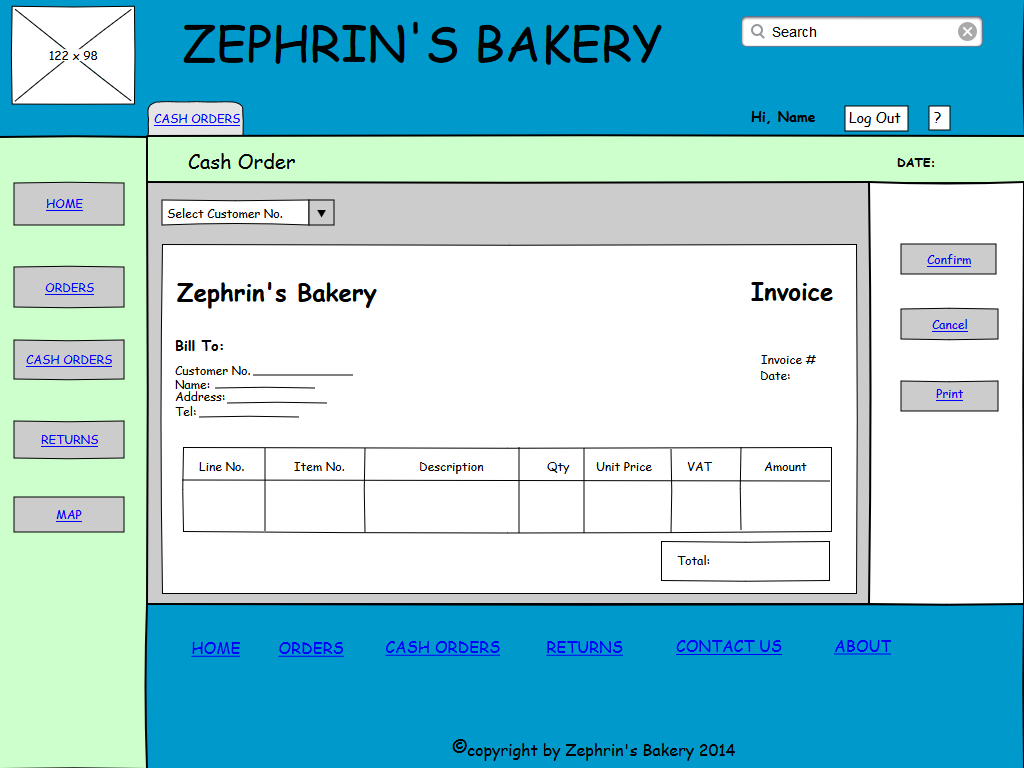 122 x 98
ZEPHRIN'S BAKERY
Search
CASH ORDERS
Hi, Name
Log Out
?
Cash Order
DATE:
HOME
ORDERS
CASH ORDERS
RETURNS
MAP
Select Customer No.
Zephrin's Bakery
Invoice
Bill To:
Customer No.
Name:
Address:
Tel:
Invoice #
Date:
Line No. Item No. Description Qty Unit Price VAT Amount
Total:
Confirm
Cancel
Print
HOME ORDERS CASH ORDERS RETURNS CONTACT US ABOUT
©copyright by Zephrin's Bakery 2014